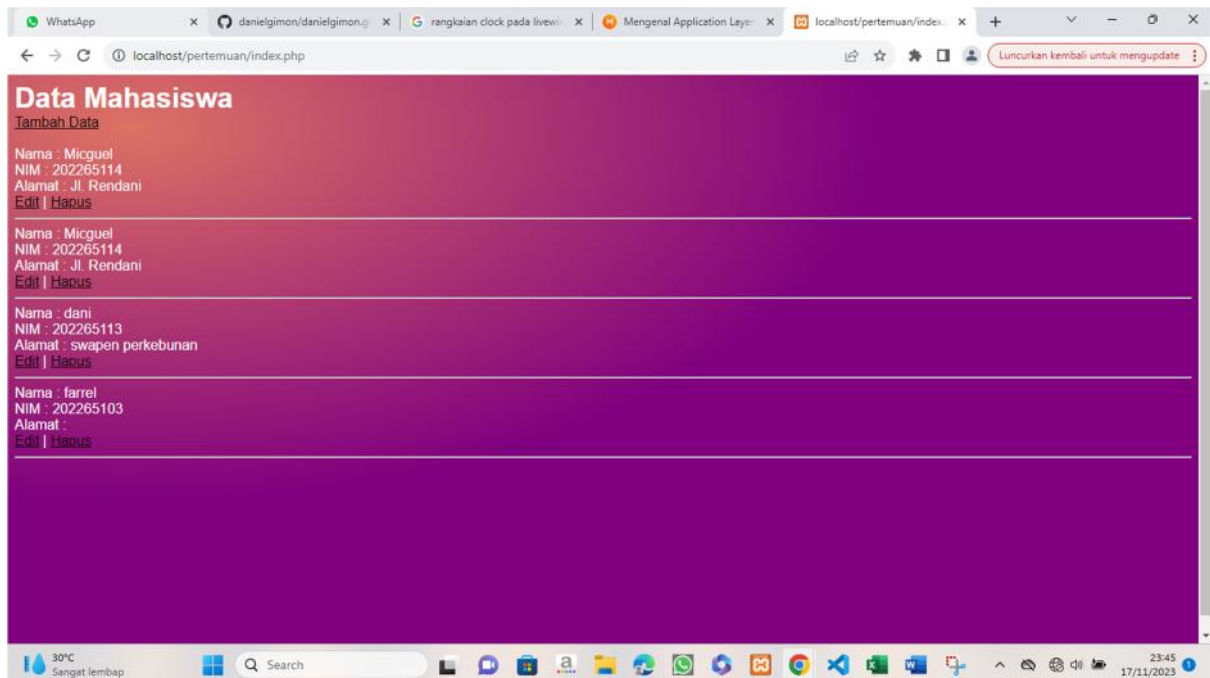 WhatsApp
danielgimon/danielgimon.gi
rangkaian clock pada livewir
Mengenal Application Layer
localhost/pertemuan/index.
localhost/pertemuan/index.php
Luncurkan kembali untuk mengupdate
Data Mahasiswa
Tambah Data
Nama : Micguel
NIM : 202265114
Alamat : Jl. Rendani
Edit | Hapus
Nama : Micguel
NIM : 202265114
Alamat : Jl. Rendani
Edit | Hapus
Nama : dani
NIM : 202265113
Alamat : swapen perkebunan
Edit | Hapus
Nama : farrel
NIM : 202265103
Alamat :
Edit | Hapus
30°C
Sangat lembap
Search
23:45
17/11/2023
1